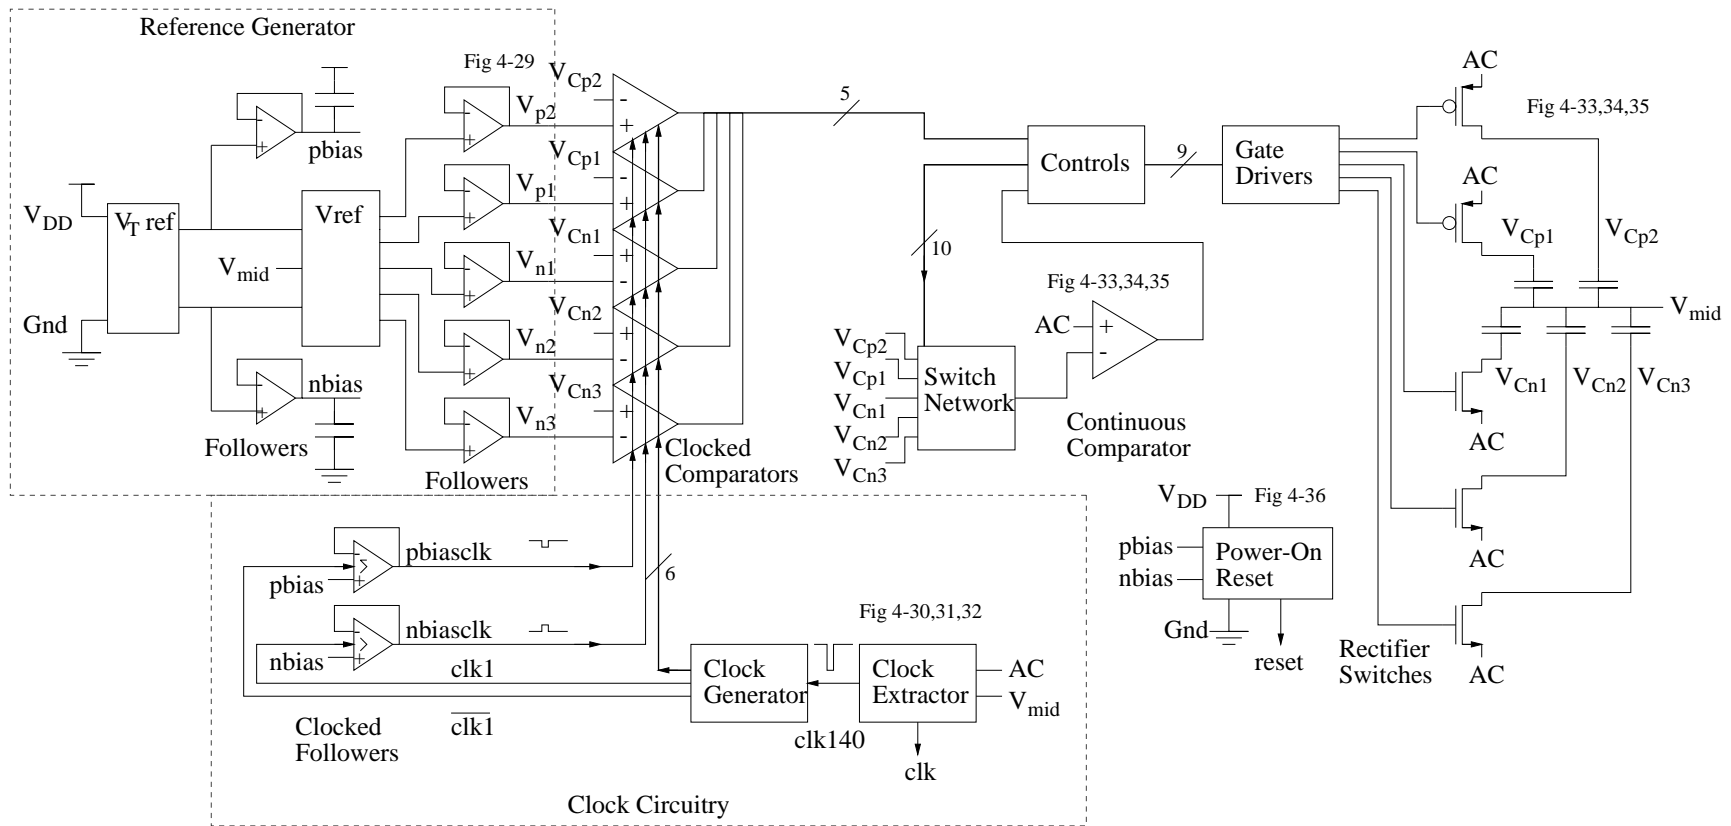 Reference Generator
Fig 4-29
pbias
V_DD
V_T ref
Vref
V_mid
Gnd
nbias
Followers
Followers
V_p2
V_p1
V_n1
V_n2
V_n3
V_Cp2
V_Cp1
V_Cn1
V_Cn2
V_Cn3
- +
- +
+ -
+ -
+ -
Clocked
Comparators
5
Controls
9
Gate
Drivers
10
Fig 4-33,34,35
AC
+
-
V_Cp2
V_Cp1
V_Cn1
V_Cn2
V_Cn3
Switch
Network
Continuous
Comparator
AC
Fig 4-33,34,35
AC
V_Cp1
V_Cp2
V_mid
V_Cn1
V_Cn2
V_Cn3
AC
AC
AC
Rectifier
Switches
V_DD
Fig 4-36
pbias
nbias
Power-On
Reset
Gnd
reset
pbiasclk
pbias
nbiasclk
nbias
6
clk1
clk1
Clocked
Followers
Fig 4-30,31,32
Clock
Generator
Clock
Extractor
AC
V_mid
clk140
clk
Clock Circuitry